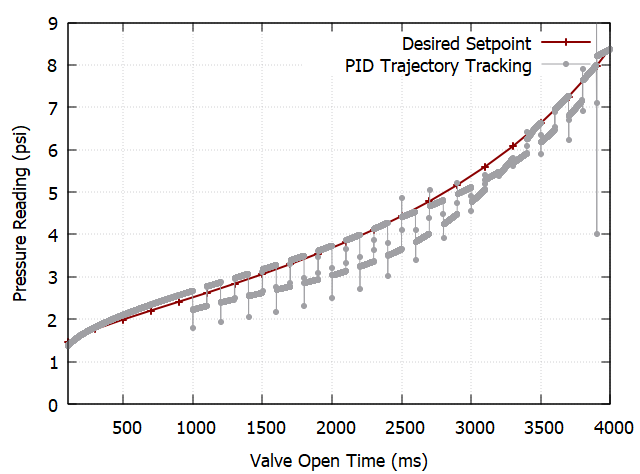 Desired Setpoint
PID Trajectory Tracking
Pressure Reading (psi)
9
8
7
6
5
4
3
2
1
0
500 1000 1500 2000 2500 3000 3500 4000
Valve Open Time (ms)